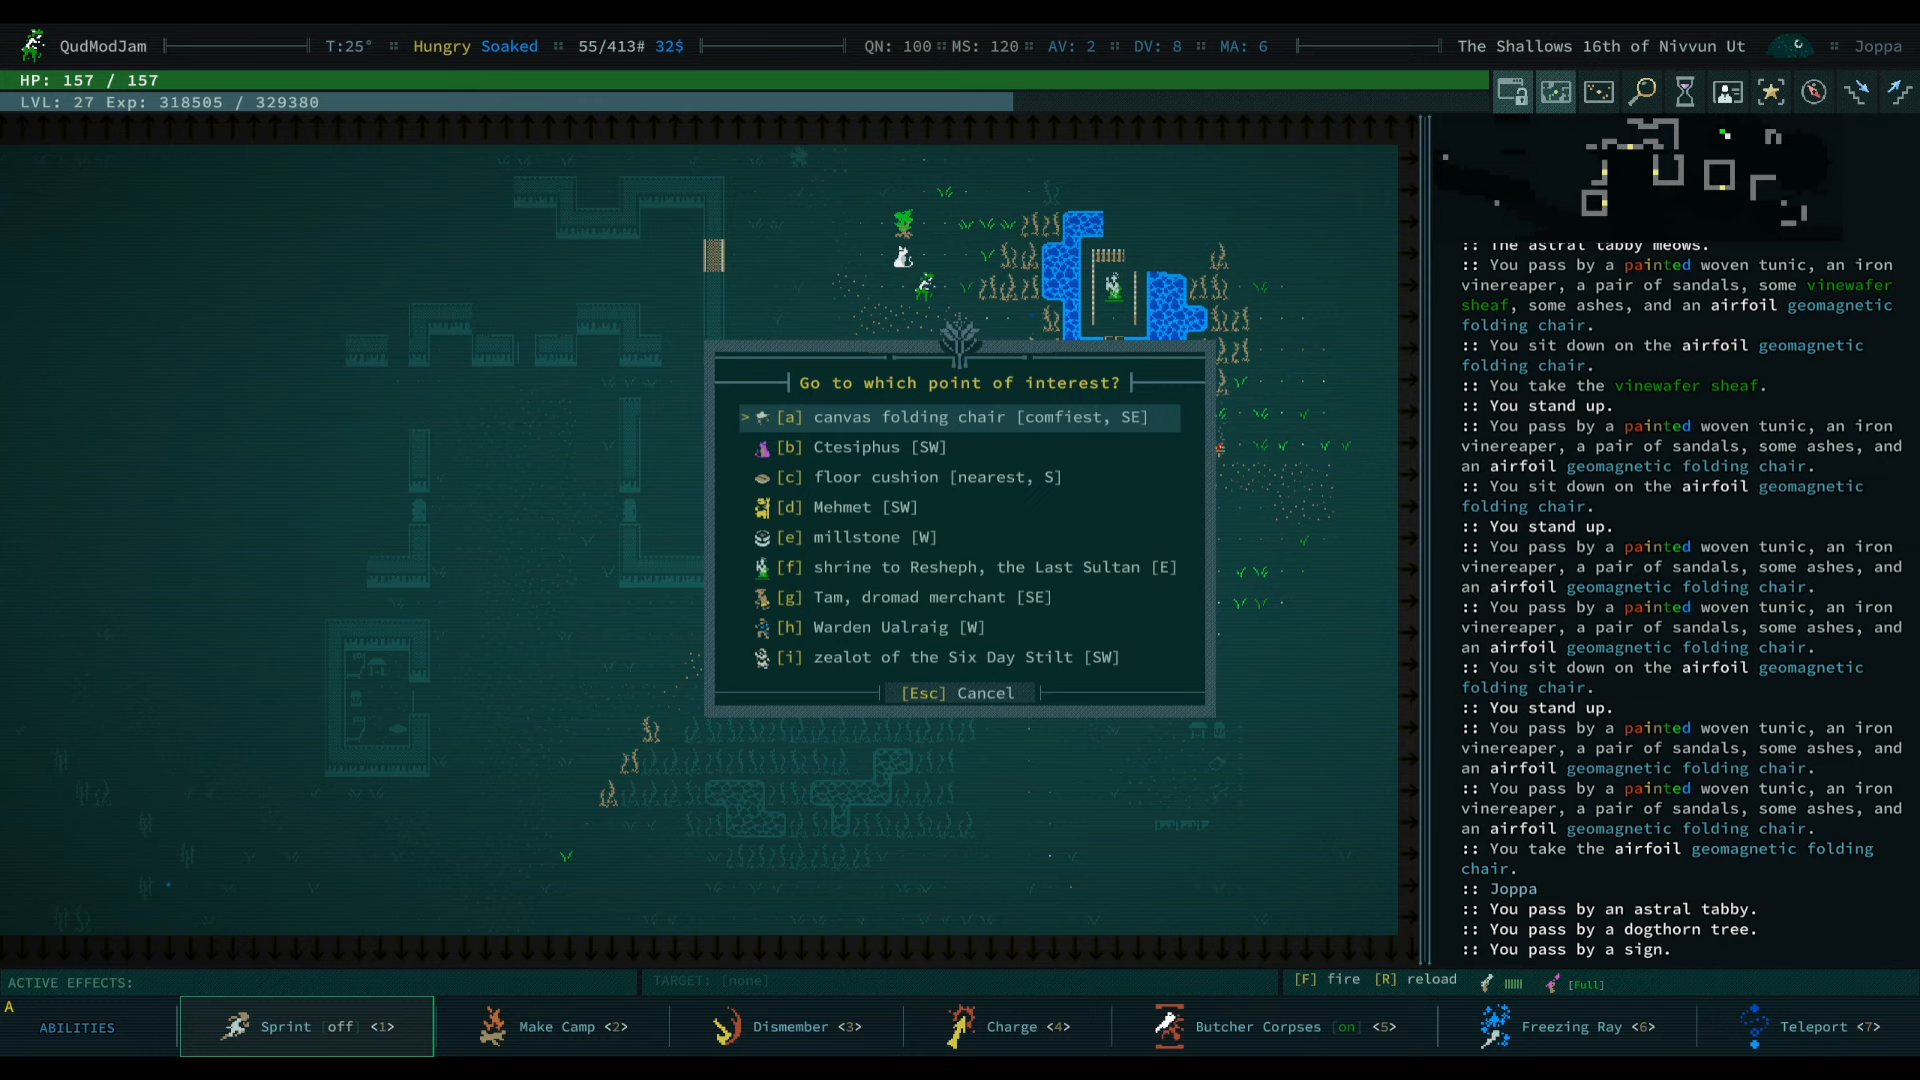 QudModJam T:25° :: Hungry Soaked :: 55/413# 32$ QN: 100 :: MS: 120 :: AV: 2 :: DV: 8 :: MA: 6 The Shallows 16th of Nivvun Ut :: Joppa
HP: 157 / 157
LVL: 27 Exp: 318505 / 329380
Go to which point of interest?
> [a] canvas folding chair [comfiest, SE]
[b] Ctesiphus [SW]
[c] floor cushion [nearest, S]
[d] Mehmet [SW]
[e] millstone [W]
[f] shrine to Resheph, the Last Sultan [E]
[g] Tam, dromad merchant [SE]
[h] Warden Ualraig [W]
[i] zealot of the Six Day Stilt [SW]
[Esc] Cancel
:: The astral tabby meows.
:: You pass by a painted woven tunic, an iron
vinereaper, a pair of sandals, some vinewafer
sheaf, some ashes, and an airfoil geomagnetic
folding chair.
:: You sit down on the airfoil geomagnetic
folding chair.
:: You take the vinewafer sheaf.
:: You stand up.
:: You pass by a painted woven tunic, an iron
vinereaper, a pair of sandals, some ashes, and
an airfoil geomagnetic folding chair.
:: You sit down on the airfoil geomagnetic
folding chair.
:: You stand up.
:: You pass by a painted woven tunic, an iron
vinereaper, a pair of sandals, some ashes, and
an airfoil geomagnetic folding chair.
:: You pass by a painted woven tunic, an iron
vinereaper, a pair of sandals, some ashes, and
an airfoil geomagnetic folding chair.
:: You sit down on the airfoil geomagnetic
folding chair.
:: You stand up.
:: You pass by a painted woven tunic, an iron
vinereaper, a pair of sandals, some ashes, and
an airfoil geomagnetic folding chair.
:: You pass by a painted woven tunic, an iron
vinereaper, a pair of sandals, some ashes, and
an airfoil geomagnetic folding chair.
:: You take the airfoil geomagnetic folding
chair.
:: Joppa
:: You pass by an astral tabby.
:: You pass by a dogthorn tree.
:: You pass by a sign.
ACTIVE EFFECTS: TARGET: [none] [F] fire [R] reload [Full]
A
ABILITIES Sprint [off] <1> Make Camp <2> Dismember <3> Charge <4> Butcher Corpses [on] <5> Freezing Ray <6> Teleport <7>